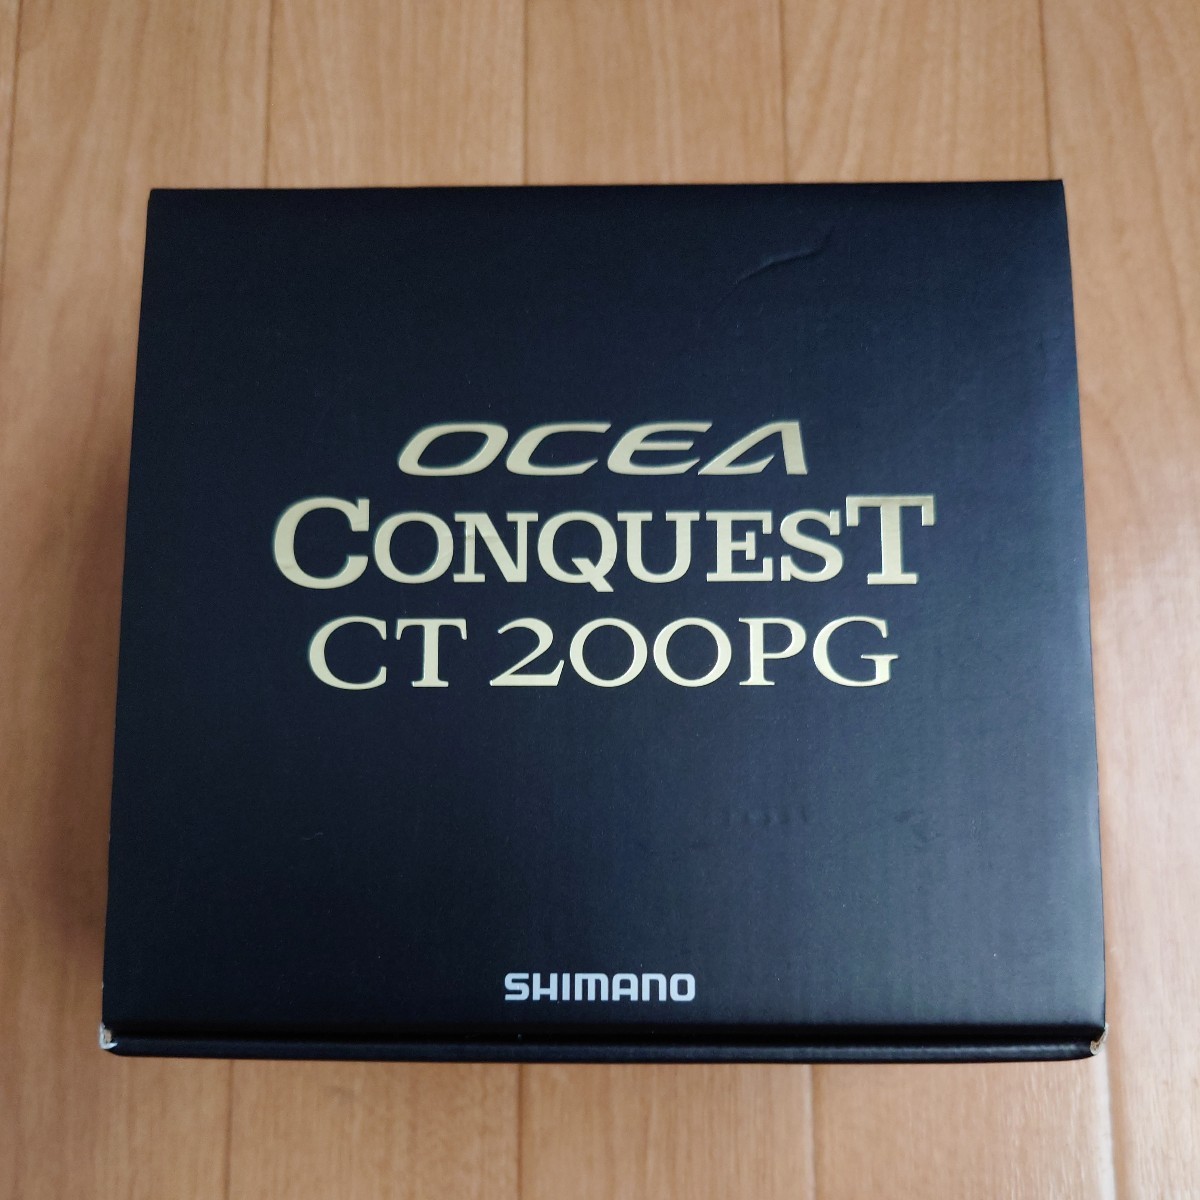 OCEA
CONQUEST
CT 200PG
SHIMANO